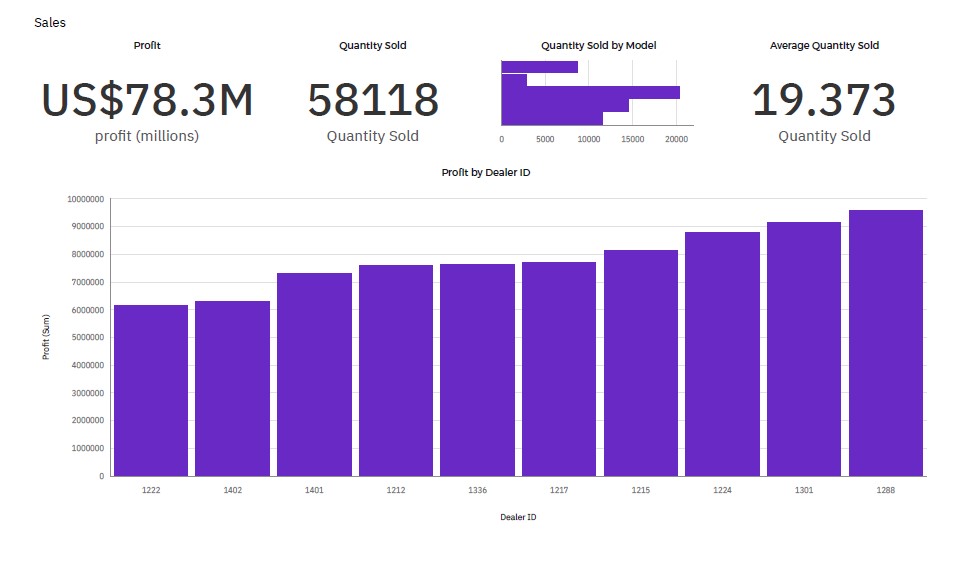 Sales
Profit
Quantity Sold
Quantity Sold by Model
Average Quantity Sold
US$78.3M
58118
19.373
profit (millions)
Quantity Sold
Quantity Sold
0 5000 10000 15000 20000
Profit by Dealer ID
10000000
9000000
8000000
7000000
6000000
5000000
4000000
3000000
2000000
1000000
0
Profit (Sum)
1222 1402 1401 1212 1336 1217 1215 1224 1301 1288
Dealer ID